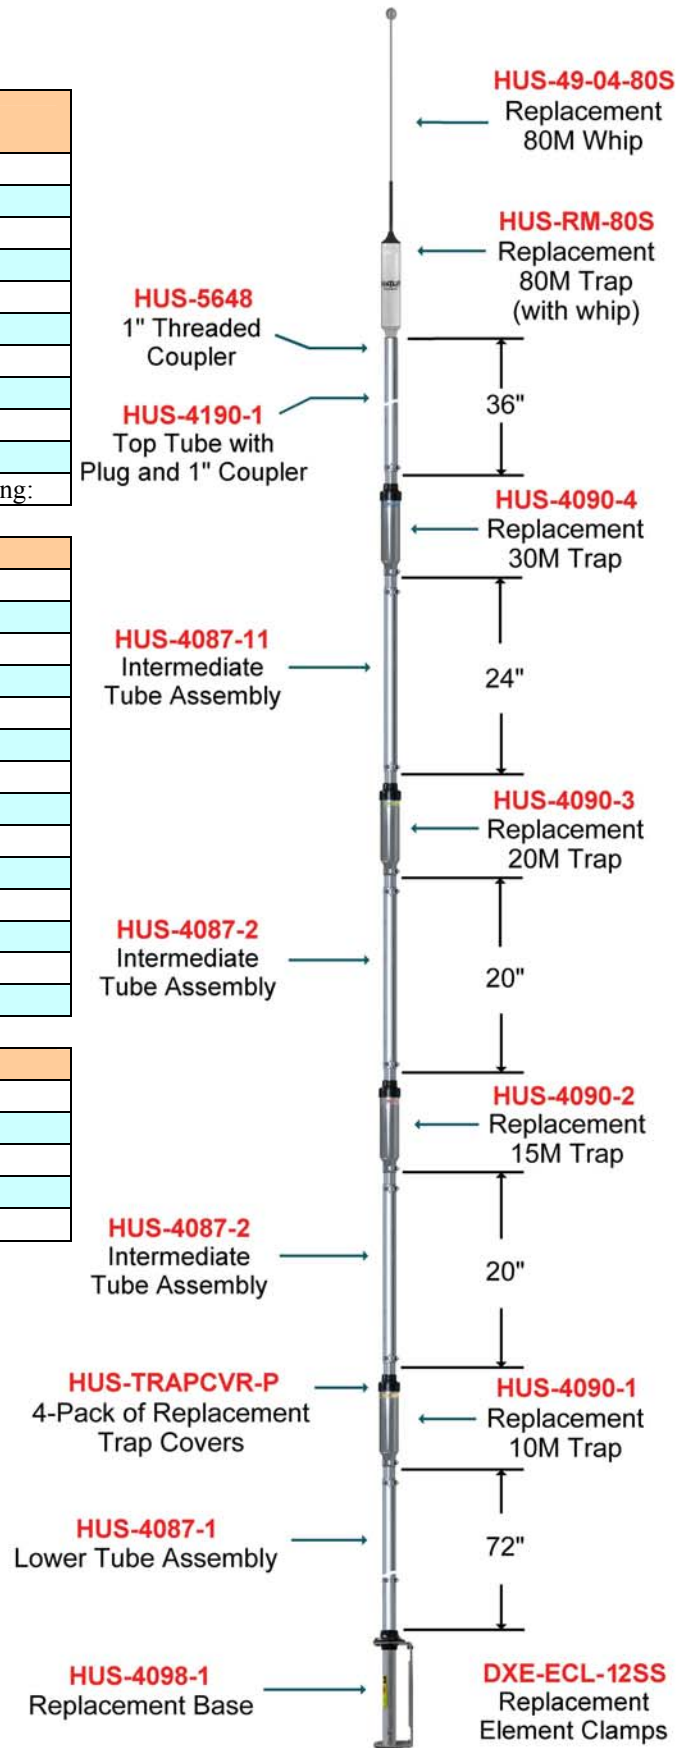 HUS-49-04-80S
Replacement
80M Whip
HUS-RM-80S
Replacement
80M Trap
(with whip)
HUS-5648
1" Threaded
Coupler
36"
HUS-4190-1
Top Tube with
Plug and 1" Coupler
ng:
HUS-4090-4
Replacement
30M Trap
HUS-4087-11
Intermediate
Tube Assembly
24"
HUS-4090-3
Replacement
20M Trap
HUS-4087-2
Intermediate
Tube Assembly
20"
HUS-4090-2
Replacement
15M Trap
HUS-4087-2
Intermediate
Tube Assembly
20"
HUS-TRAPCVR-P
4-Pack of Replacement
Trap Covers
HUS-4090-1
Replacement
10M Trap
HUS-4087-1
Lower Tube Assembly
72"
HUS-4098-1
Replacement Base
DXE-ECL-12SS
Replacement
Element Clamps